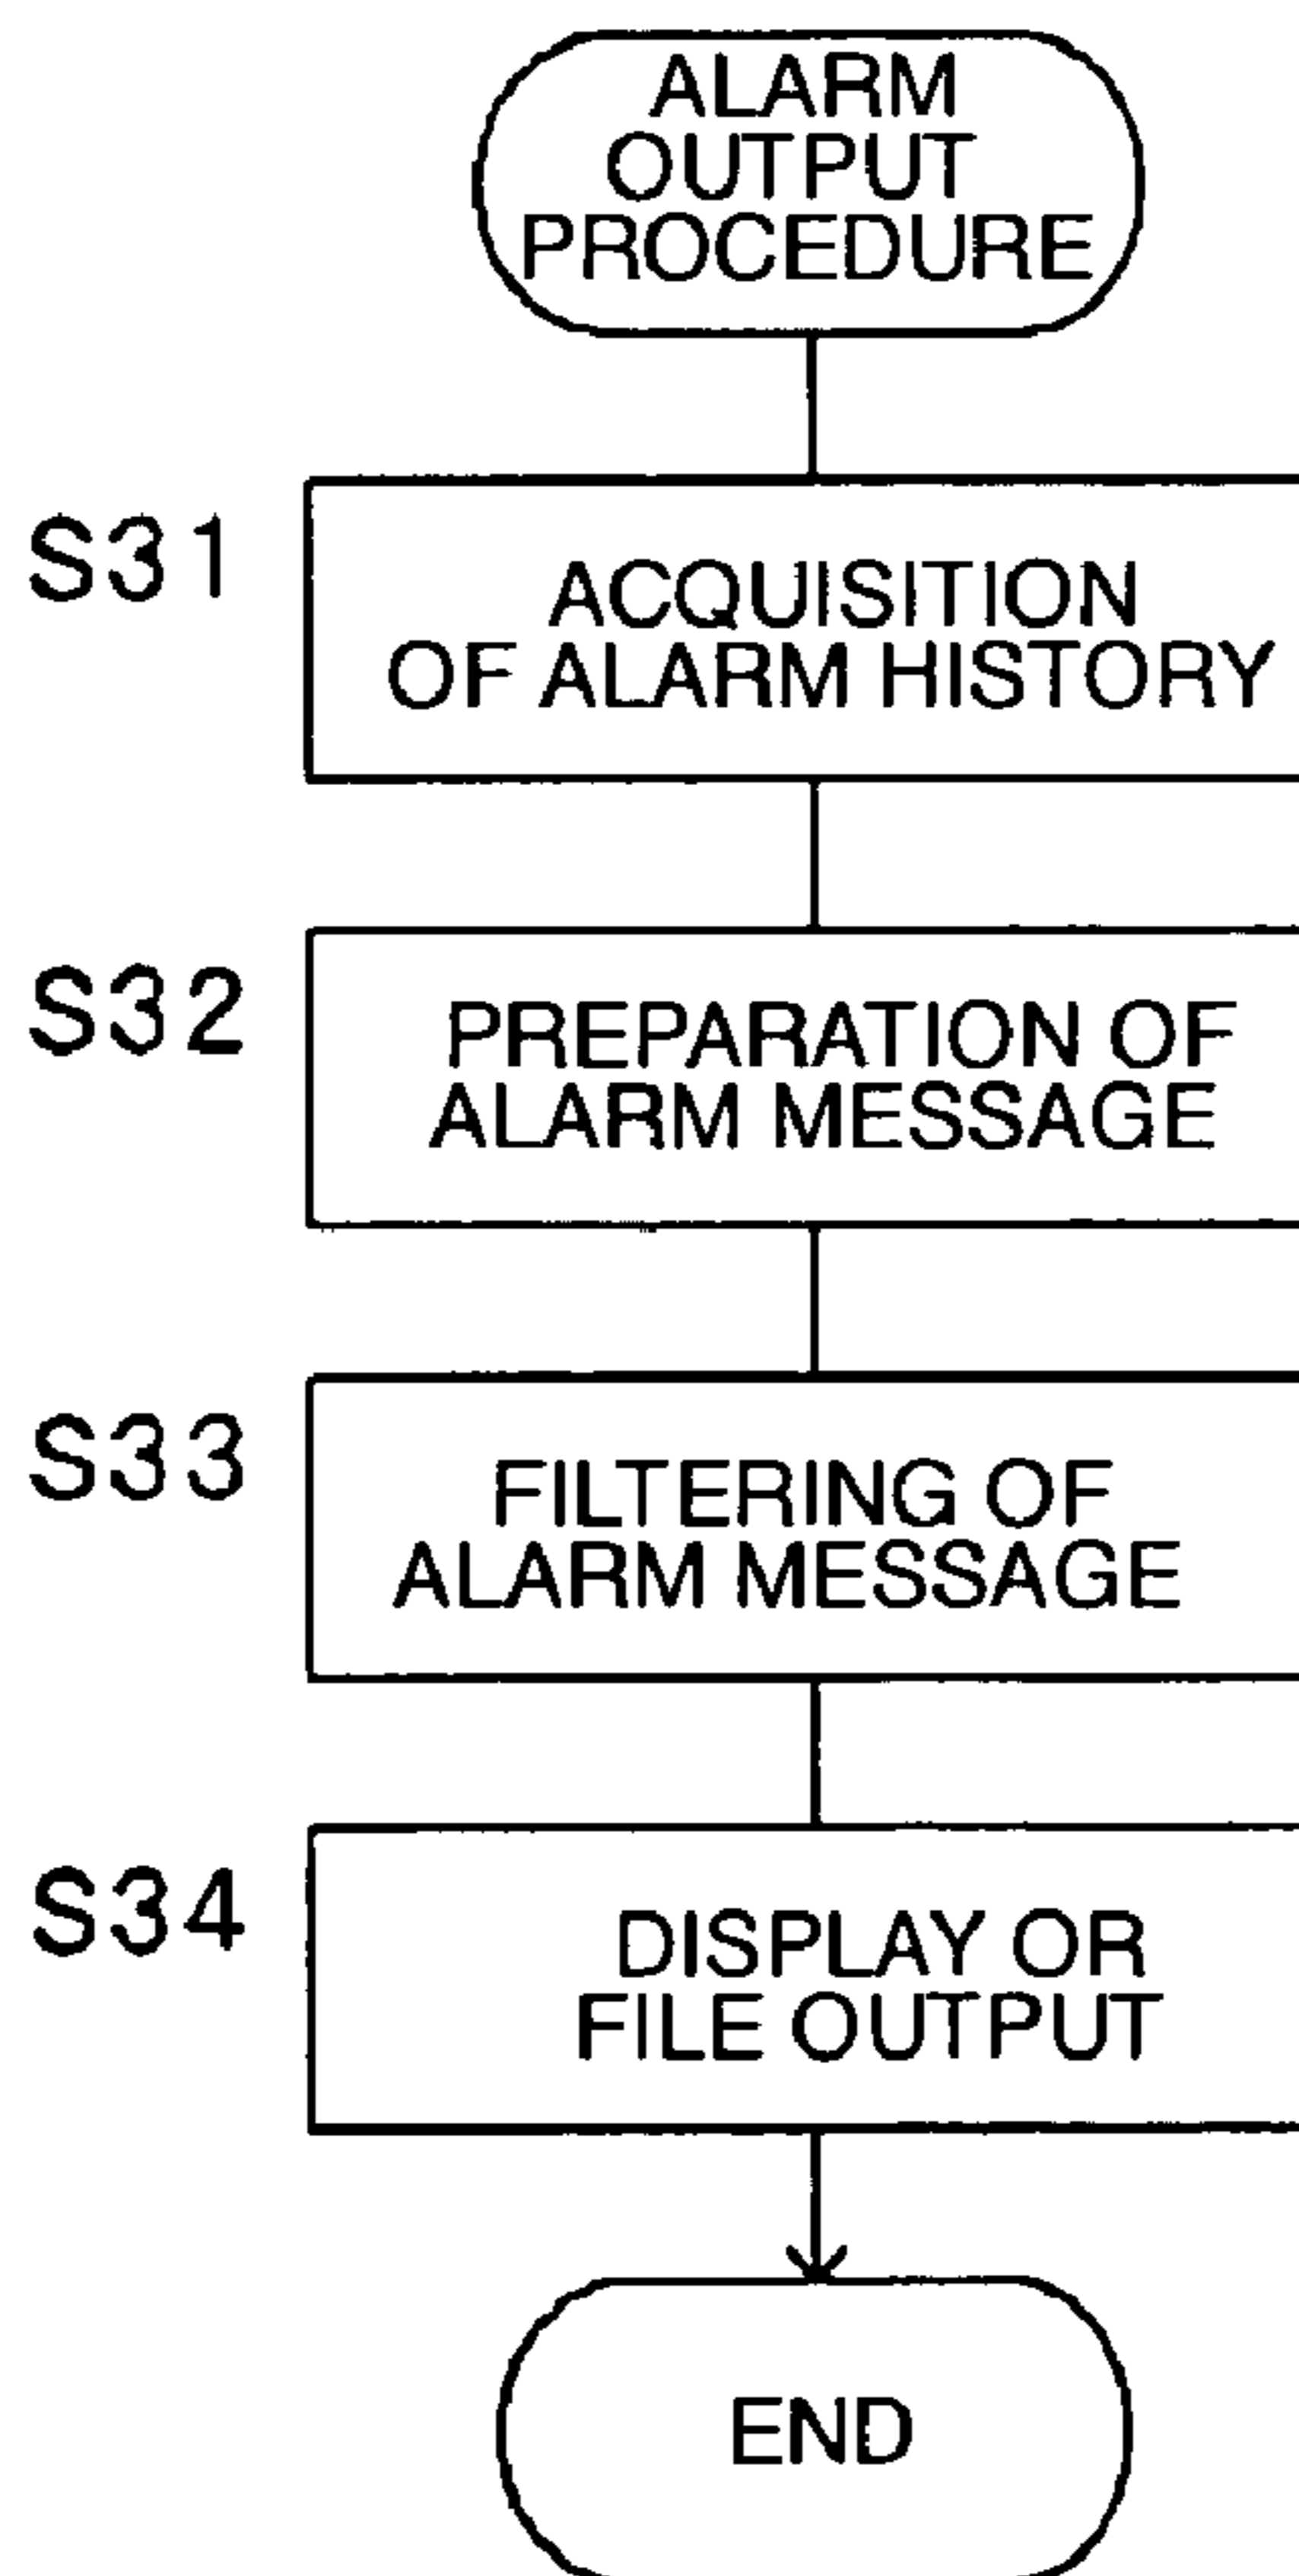 ALARM
OUTPUT
PROCEDURE
S31
ACQUISITION
OF ALARM HISTORY
S32
PREPARATION OF
ALARM MESSAGE
S33
FILTERING OF
ALARM MESSAGE
S34
DISPLAY OR
FILE OUTPUT
END